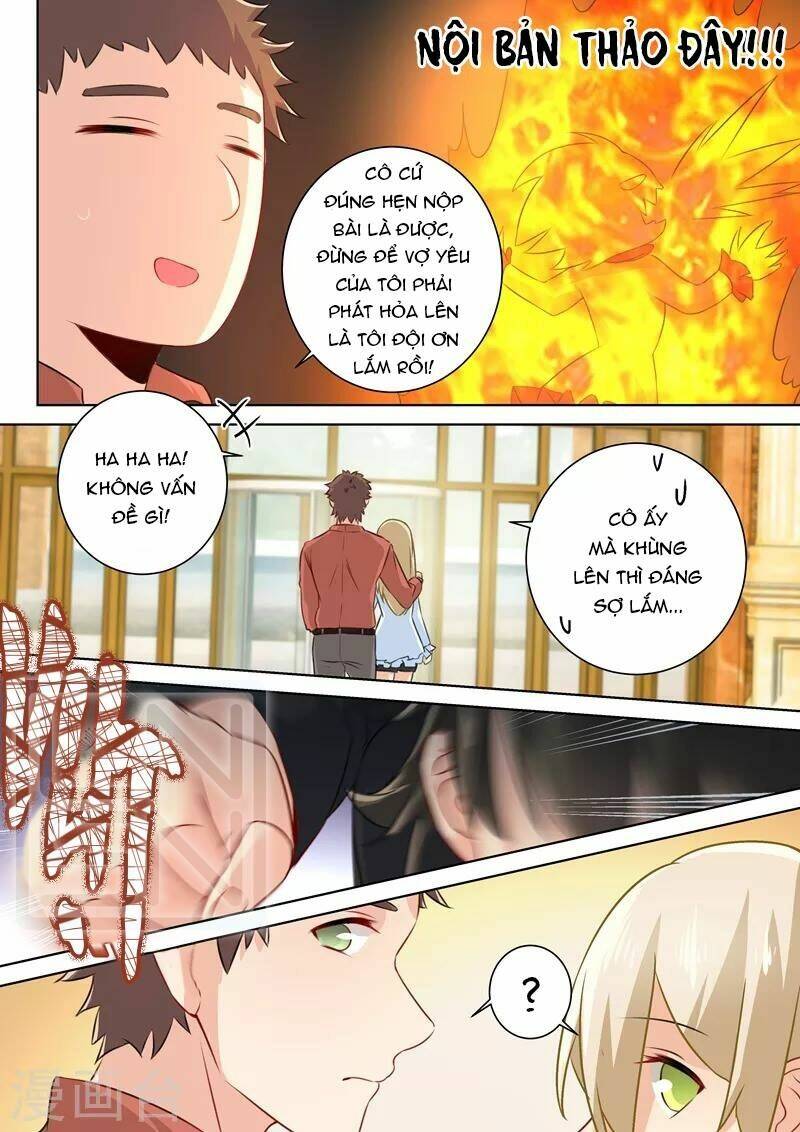 NỘI BẢN THẢO ĐÂY!!!!
CÔ CỨ
ĐÚNG HẸN NỘP
BÀI LÀ ĐƯỢC,
ĐỪNG ĐỂ VỢ YÊU
CỦA TÔI PHẢI
PHÁT HỎA LÊN
LÀ TÔI ĐỘI ƠN
LẮM RỒI!
HA HA HA!
KHÔNG VẤN
ĐỀ GÌ!
CÔ ẤY
MÀ KHÙNG
LÊN THÌ ĐÁNG
SỢ LẮM...
?
漫画台